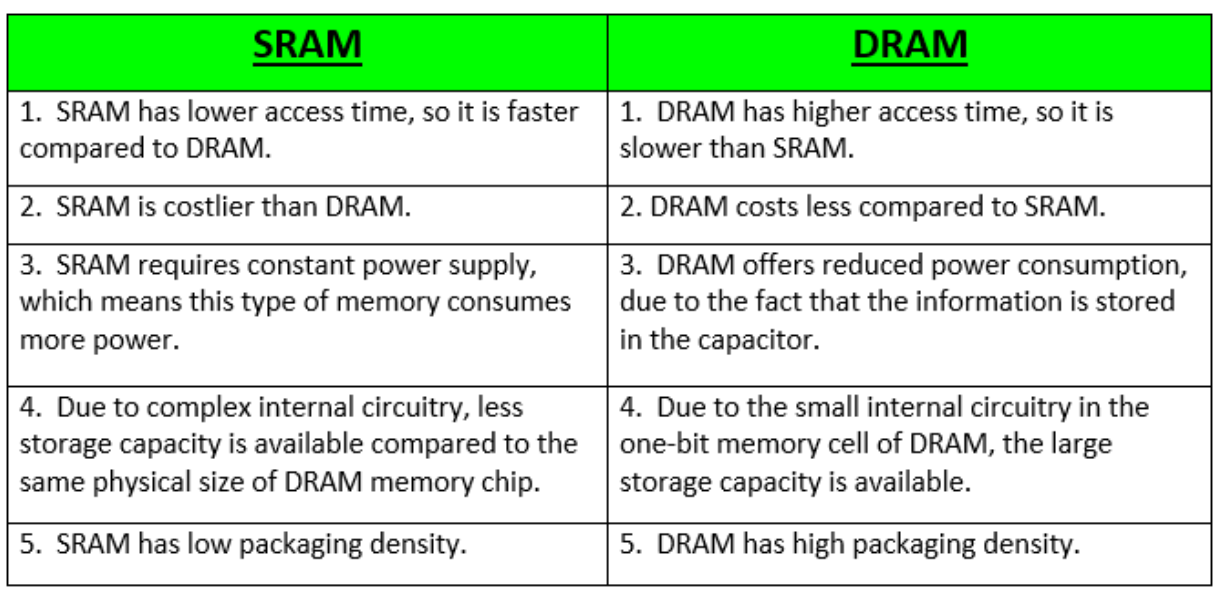 SRAM
DRAM
1.  SRAM has lower access time, so it is faster
compared to DRAM.
1.  DRAM has higher access time, so it is
slower than SRAM.
2.  SRAM is costlier than DRAM.
2. DRAM costs less compared to SRAM.
3.  SRAM requires constant power supply,
which means this type of memory consumes
more power.
3.  DRAM offers reduced power consumption,
due to the fact that the information is stored
in the capacitor.
4.  Due to complex internal circuitry, less
storage capacity is available compared to the
same physical size of DRAM memory chip.
4.  Due to the small internal circuitry in the
one-bit memory cell of DRAM, the large
storage capacity is available.
5.  SRAM has low packaging density.
5.  DRAM has high packaging density.